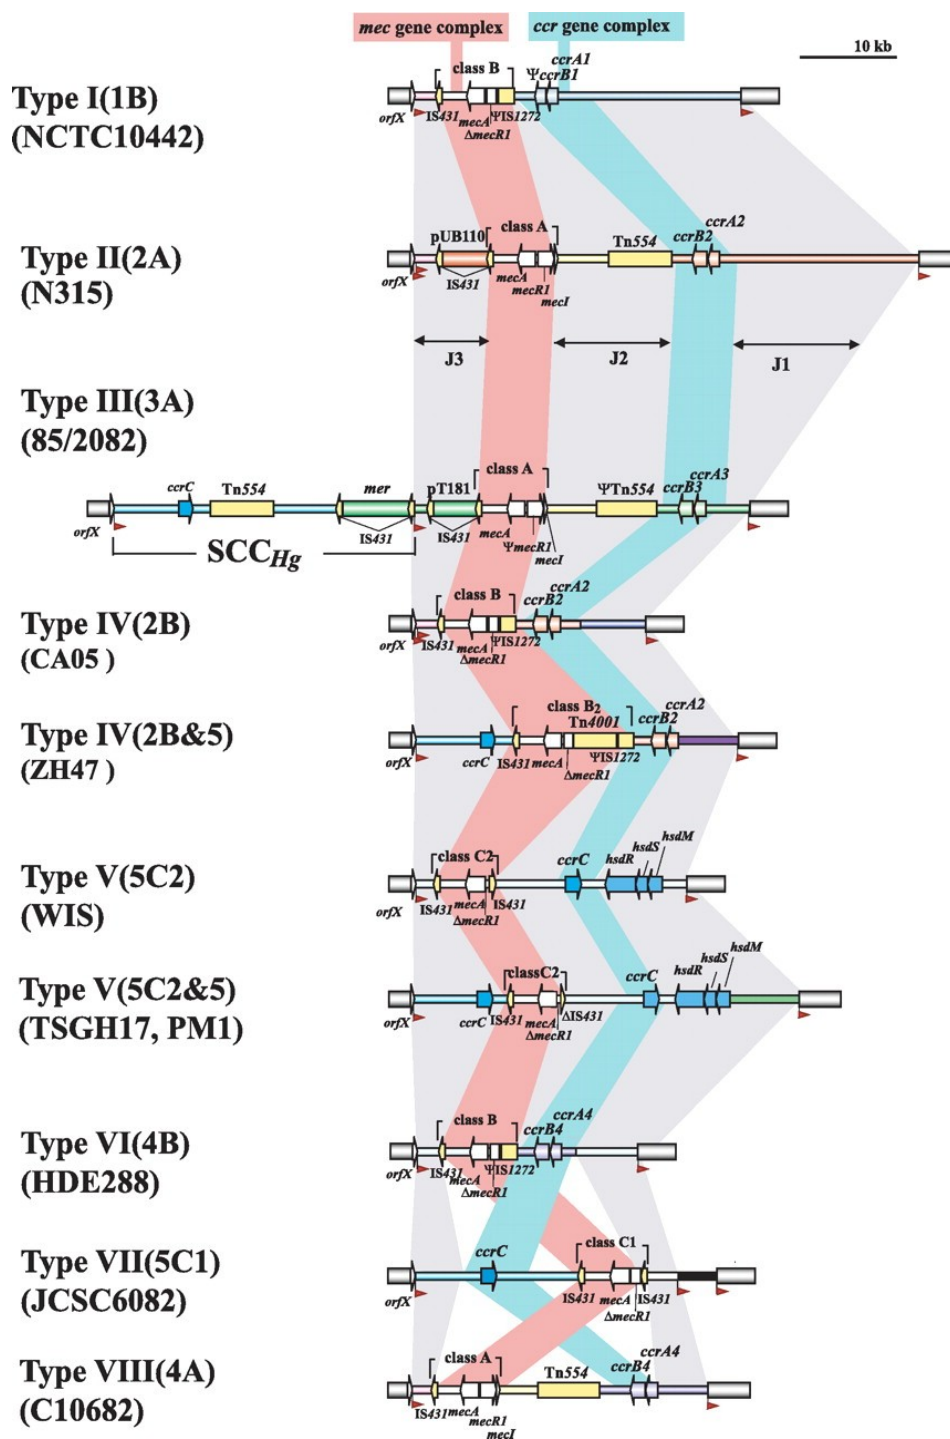 mec gene complex
ccr gene complex
10 kb
Type I(1B)
(NCTC10442)
class B
ΨccrB1
ccrA1
orfX
IS431
mecA
ΨIS1272
ΔmecR1
Type II(2A)
(N315)
pUB110
class A
Tn554
ccrB2
ccrA2
orfX
IS431
mecA
mecR1
mecI
J3
J2
J1
Type III(3A)
(85/2082)
ccrC
Tn554
mer
pT181
class A
ΨTn554
ccrB3
ccrA3
orfX
IS431
IS431
mecA
ΨmecR1
mecI
SCCHg
Type IV(2B)
(CA05 )
class B
ccrB2
ccrA2
orfX
IS431
mecA
ΨIS1272
ΔmecR1
Type IV(2B&5)
(ZH47 )
class B2
Tn4001
ccrB2
ccrA2
orfX
ccrC
IS431
mecA
ΨIS1272
ΔmecR1
Type V(5C2)
(WIS)
class C2
ccrC
hsdR
hsdS
hsdM
orfX
IS431
mecA
IS431
ΔmecR1
Type V(5C2&5)
(TSGH17, PM1)
classC2
ccrC
hsdR
hsdS
hsdM
orfX
ccrC
IS431
mecA
ΔIS431
ΔmecR1
Type VI(4B)
(HDE288)
class B
ccrB4
ccrA4
orfX
IS431
mecA
ΨIS1272
ΔmecR1
Type VII(5C1)
(JCSC6082)
ccrC
class C1
orfX
IS431
mecA
IS431
ΔmecR1
Type VIII(4A)
(C10682)
class A
Tn554
ccrB4
ccrA4
orfX
IS431
mecA
mecR1
mecI